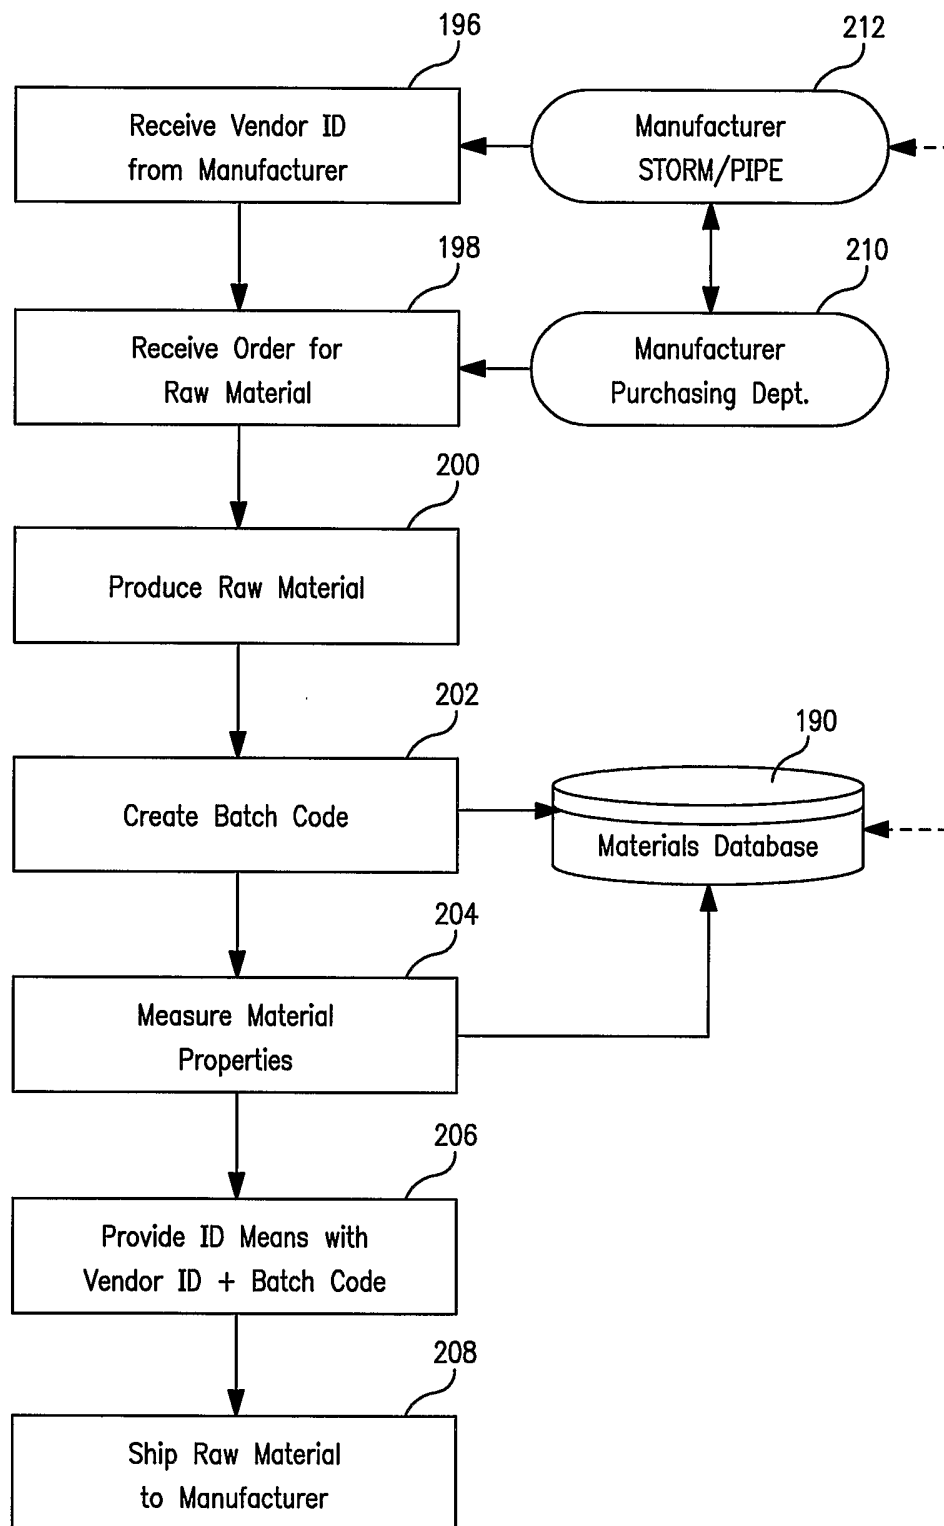 196
212
Receive Vendor ID
from Manufacturer
Manufacturer
STORM/PIPE
198
210
Receive Order for
Raw Material
Manufacturer
Purchasing Dept.
200
Produce Raw Material
202
190
Create Batch Code
Materials Database
204
Measure Material
Properties
206
Provide ID Means with
Vendor ID + Batch Code
208
Ship Raw Material
to Manufacturer